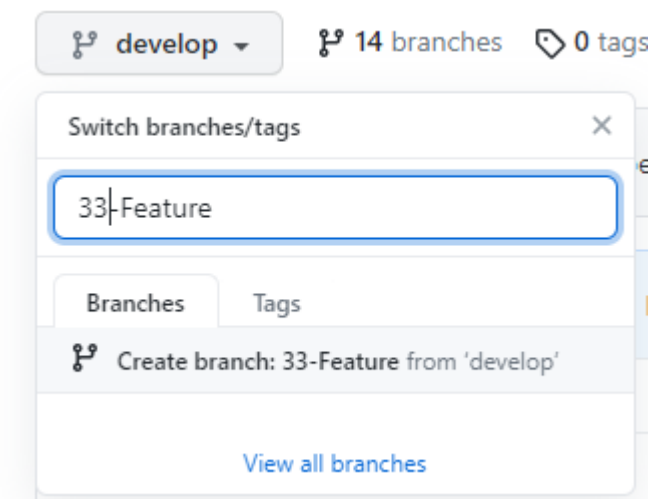 develop 14 branches 0 tags
Switch branches/tags
33-Feature
Branches Tags
Create branch: 33-Feature from 'develop'
View all branches